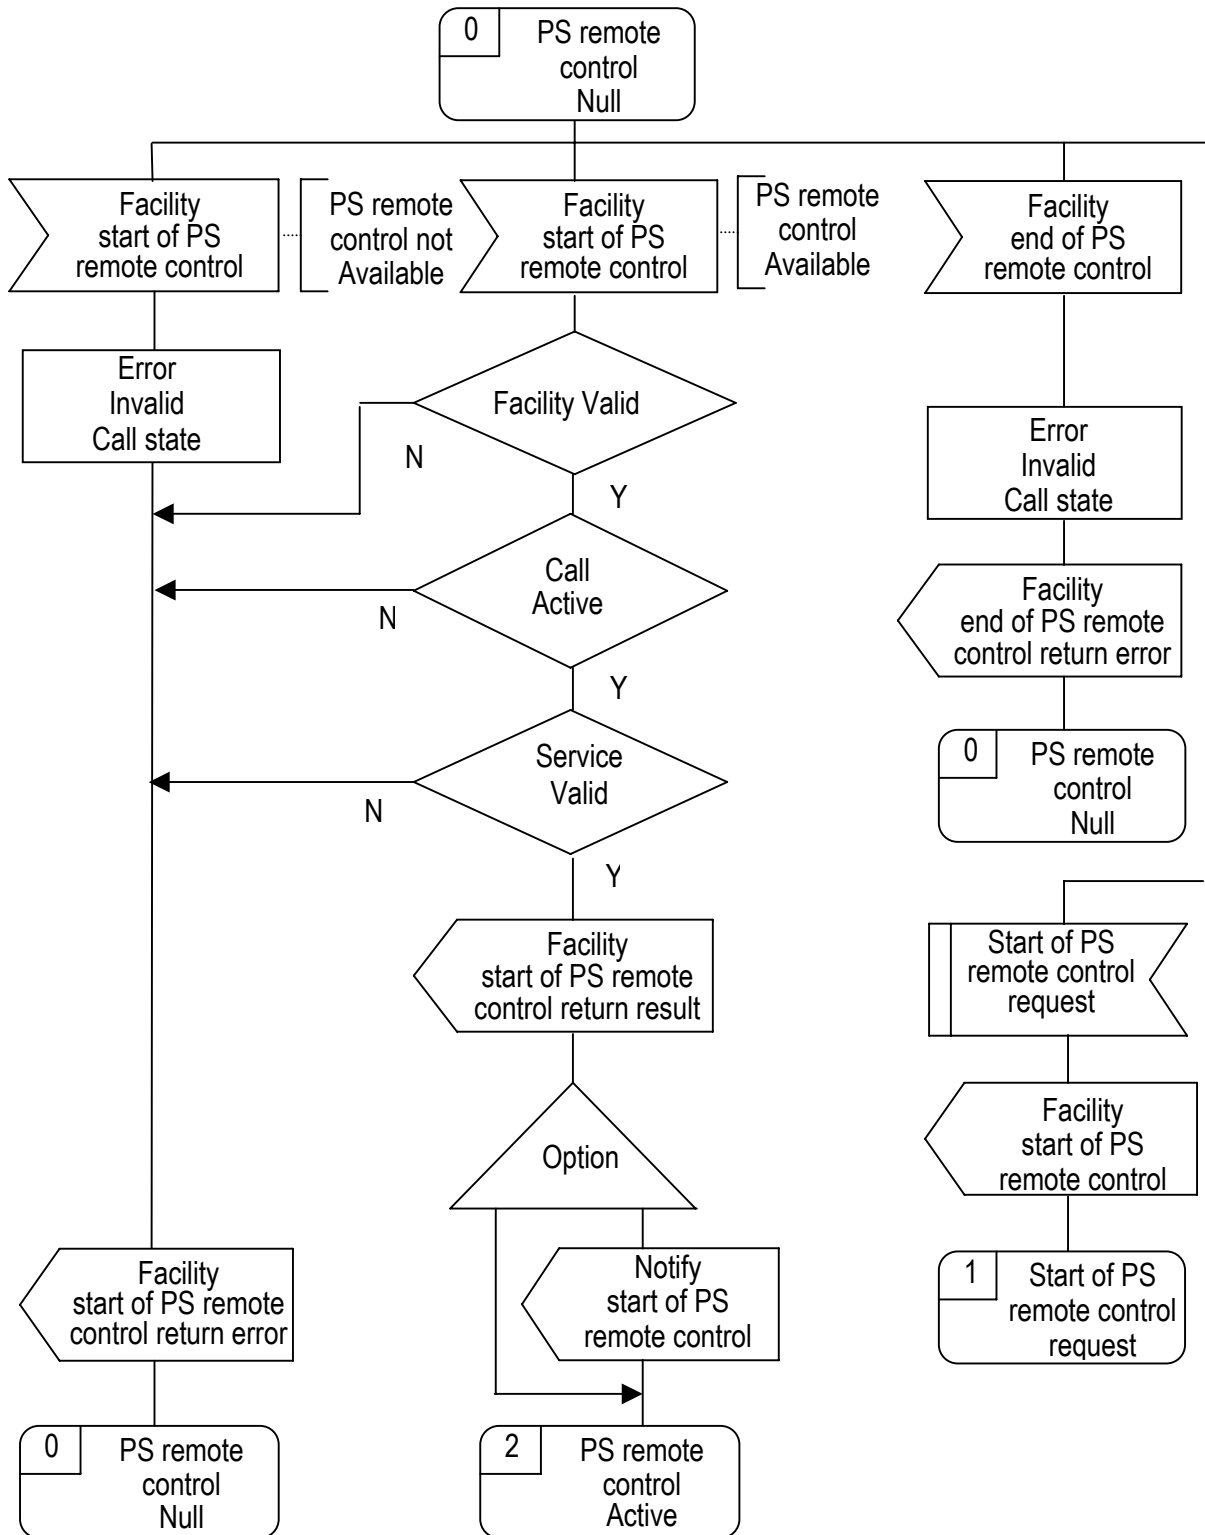 0
PS remote
control
Null
Facility
start of PS
remote control
PS remote
control not
Available
Facility
start of PS
remote control
PS remote
control
Available
Facility
end of PS
remote control
Error
Invalid
Call state
Facility Valid
N
Y
Error
Invalid
Call state
Call
Active
N
Y
Facility
end of PS remote
control return error
Service
Valid
N
Y
0
PS remote
control
Null
Facility
start of PS remote
control return result
Start of PS
remote control
request
Option
Facility
start of PS
remote control
Facility
start of PS remote
control return error
Notify
start of PS
remote control
1
Start of PS
remote control
request
0
PS remote
control
Null
2
PS remote
control
Active